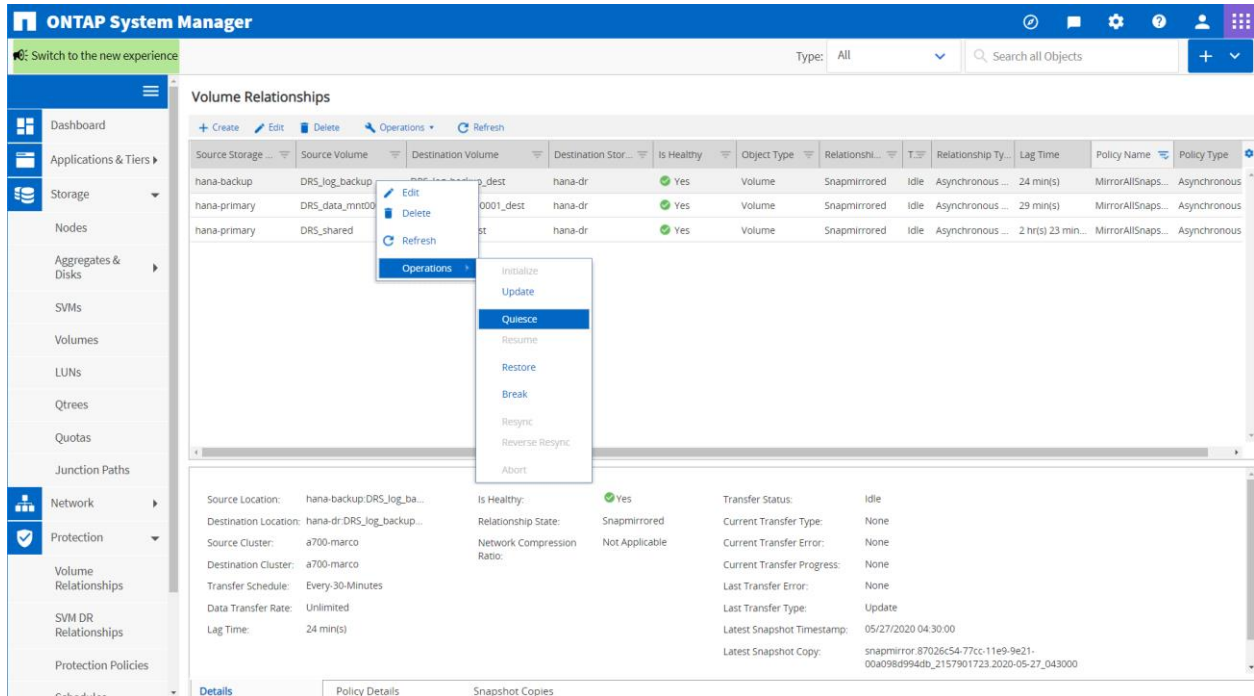 ONTAP System Manager
Switch to the new experience
Type: All
Search all Objects
Volume Relationships
Dashboard
Applications & Tiers
Storage
Nodes
Aggregates &
Disks
SVMs
Volumes
LUNs
Qtrees
Quotas
Junction Paths
Network
Protection
Volume
Relationships
SVM DR
Relationships
Protection Policies
Schedules
+ Create Edit Delete Operations Refresh
Source Storage ... Source Volume Destination Volume Destination Stor... Is Healthy Object Type Relationshi... T... Relationship Ty... Lag Time Policy Name Policy Type
hana-backup DRS_log_backup DRS_log_backup_dest hana-dr Yes Volume Snapmirrored Idle Asynchronous ... 24 min(s) MirrorAllSnaps... Asynchronous
hana-primary DRS_data_mnt00 0001_dest hana-dr Yes Volume Snapmirrored Idle Asynchronous ... 29 min(s) MirrorAllSnaps... Asynchronous
hana-primary DRS_shared st hana-dr Yes Volume Snapmirrored Idle Asynchronous ... 2 hr(s) 23 min... MirrorAllSnaps... Asynchronous
Edit
Delete
Refresh
Operations
Initialize
Update
Quiesce
Resume
Restore
Break
Resync
Reverse Resync
Abort
Source Location: hana-backup:DRS_log_ba...
Destination Location: hana-dr:DRS_log_backup...
Source Cluster: a700-marco
Destination Cluster: a700-marco
Transfer Schedule: Every-30-Minutes
Data Transfer Rate: Unlimited
Lag Time: 24 min(s)
Is Healthy: Yes
Relationship State: Snapmirrored
Network Compression Not Applicable
Ratio:
Transfer Status: Idle
Current Transfer Type: None
Current Transfer Error: None
Current Transfer Progress: None
Last Transfer Error: None
Last Transfer Type: Update
Latest Snapshot Timestamp: 05/27/2020 04:30:00
Latest Snapshot Copy: snapmirror.87026c54-77cc-11e9-9e21-
00a098d994db_2157901723.2020-05-27_043000
Details Policy Details Snapshot Copies